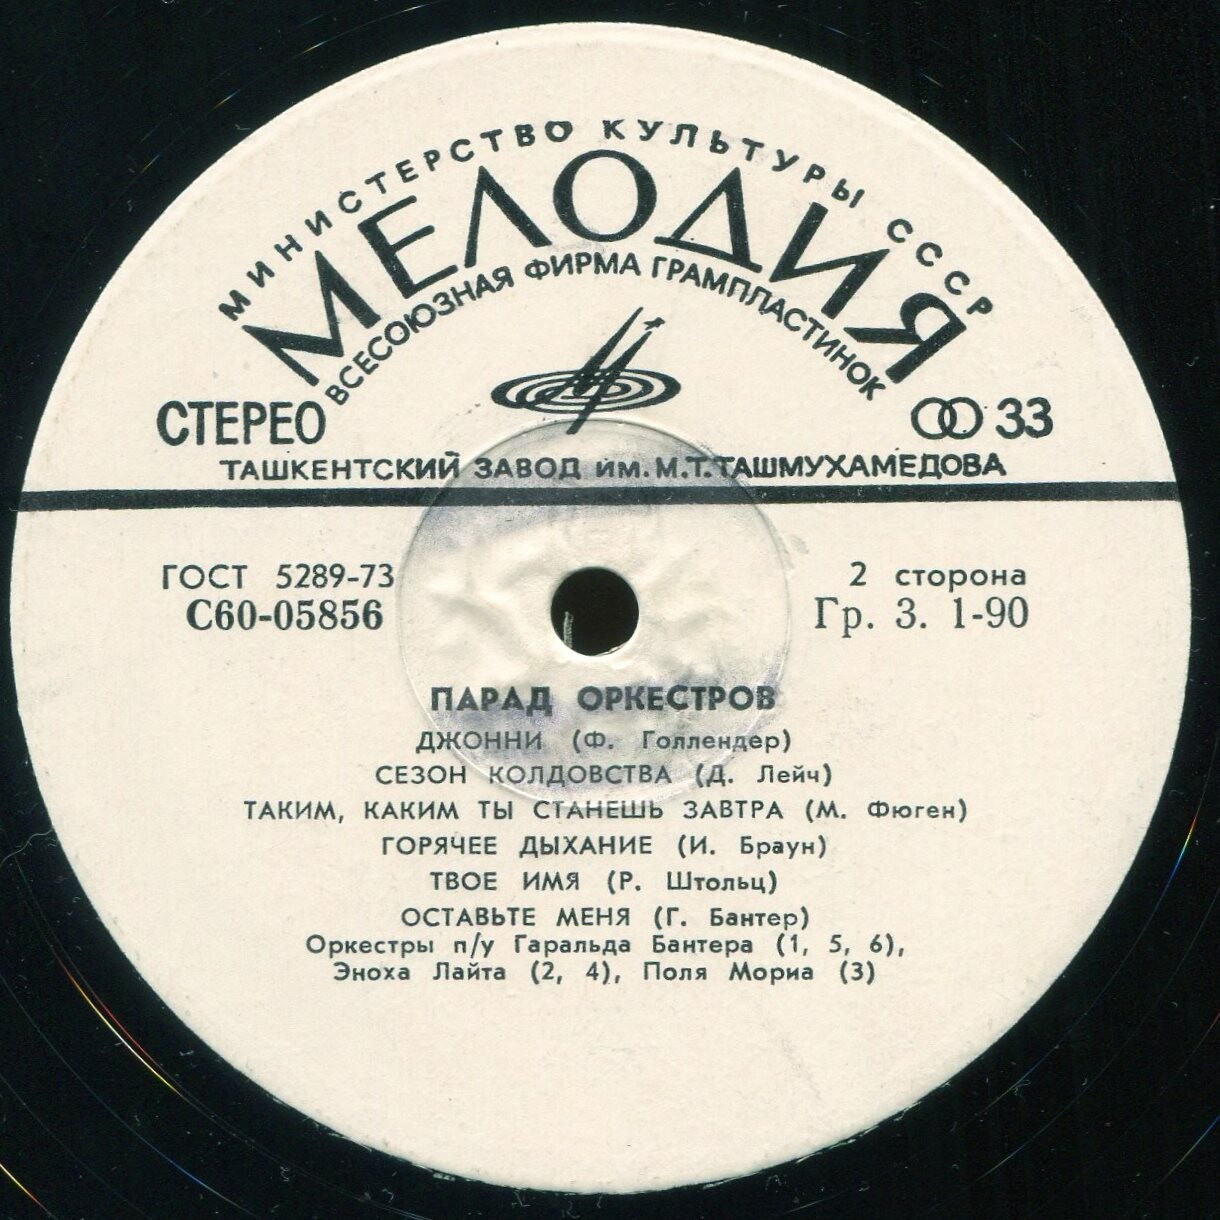 МИНИСТЕРСТВО КУЛЬТУРЫ СССР
МЕЛОДИЯ
ВСЕСОЮЗНАЯ ФИРМА ГРАМПЛАСТИНОК
СТЕРЕО
33
ТАШКЕНТСКИЙ ЗАВОД им. М.Т.ТАШМУХАМЕДОВА
ГОСТ 5289-73
С60-05856
2 сторона
Гр. 3. 1-90
ПАРАД ОРКЕСТРОВ
ДЖОННИ (Ф. Голлендер)
СЕЗОН КОЛДОВСТВА (Д. Лейч)
ТАКИМ, КАКИМ ТЫ СТАНЕШЬ ЗАВТРА (М. Фюген)
ГОРЯЧЕЕ ДЫХАНИЕ (И. Браун)
ТВОЕ ИМЯ (Р. Штольц)
ОСТАВЬТЕ МЕНЯ (Г. Бантер)
Оркестры п/у Гаральда Бантера (1, 5, 6),
Эноха Лайта (2, 4), Поля Мориа (3)